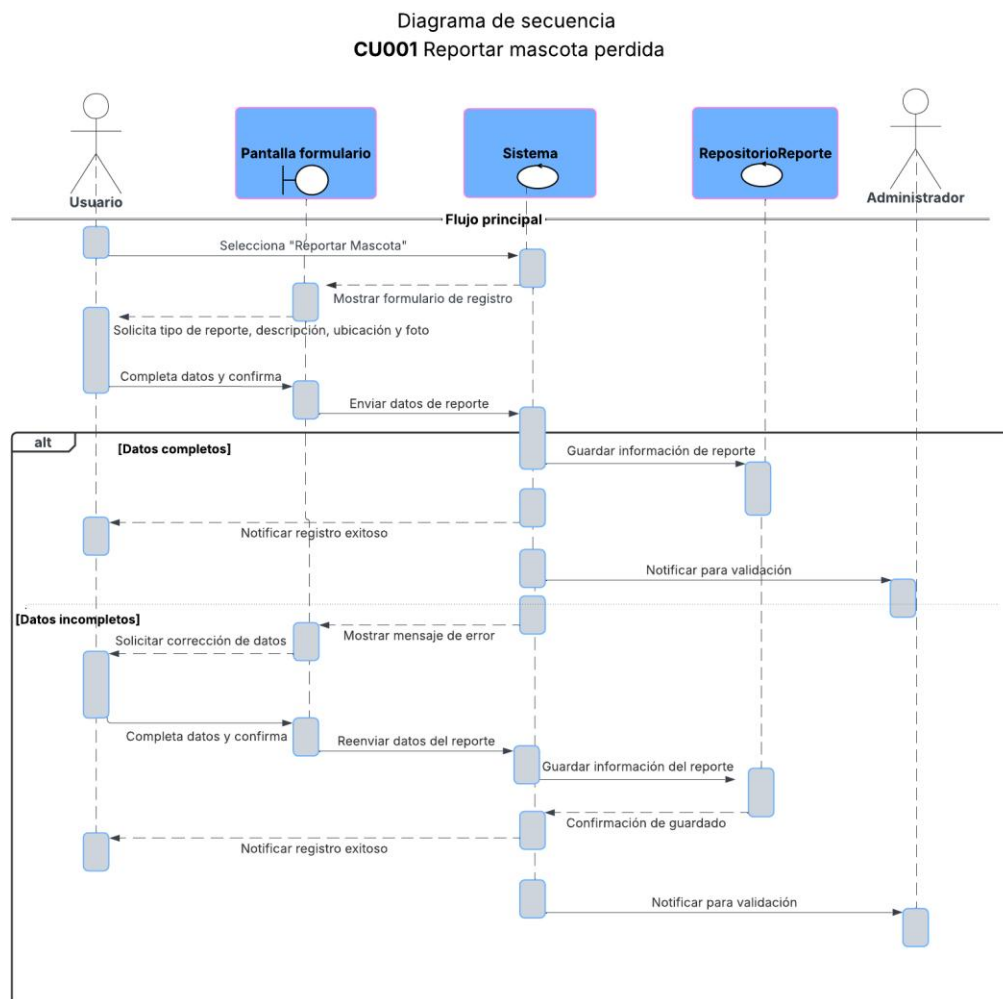 Diagrama de secuencia
CU001 Reportar mascota perdida
Pantalla formulario
Sistema
RepositorioReporte
Usuario
Administrador
Flujo principal
Selecciona "Reportar Mascota"
Mostrar formulario de registro
Solicita tipo de reporte, descripción, ubicación y foto
Completa datos y confirma
Enviar datos de reporte
alt
[Datos completos]
Guardar información de reporte
Notificar registro exitoso
Notificar para validación
[Datos incompletos]
Mostrar mensaje de error
Solicitar corrección de datos
Completa datos y confirma
Reenviar datos del reporte
Guardar información del reporte
Confirmación de guardado
Notificar registro exitoso
Notificar para validación